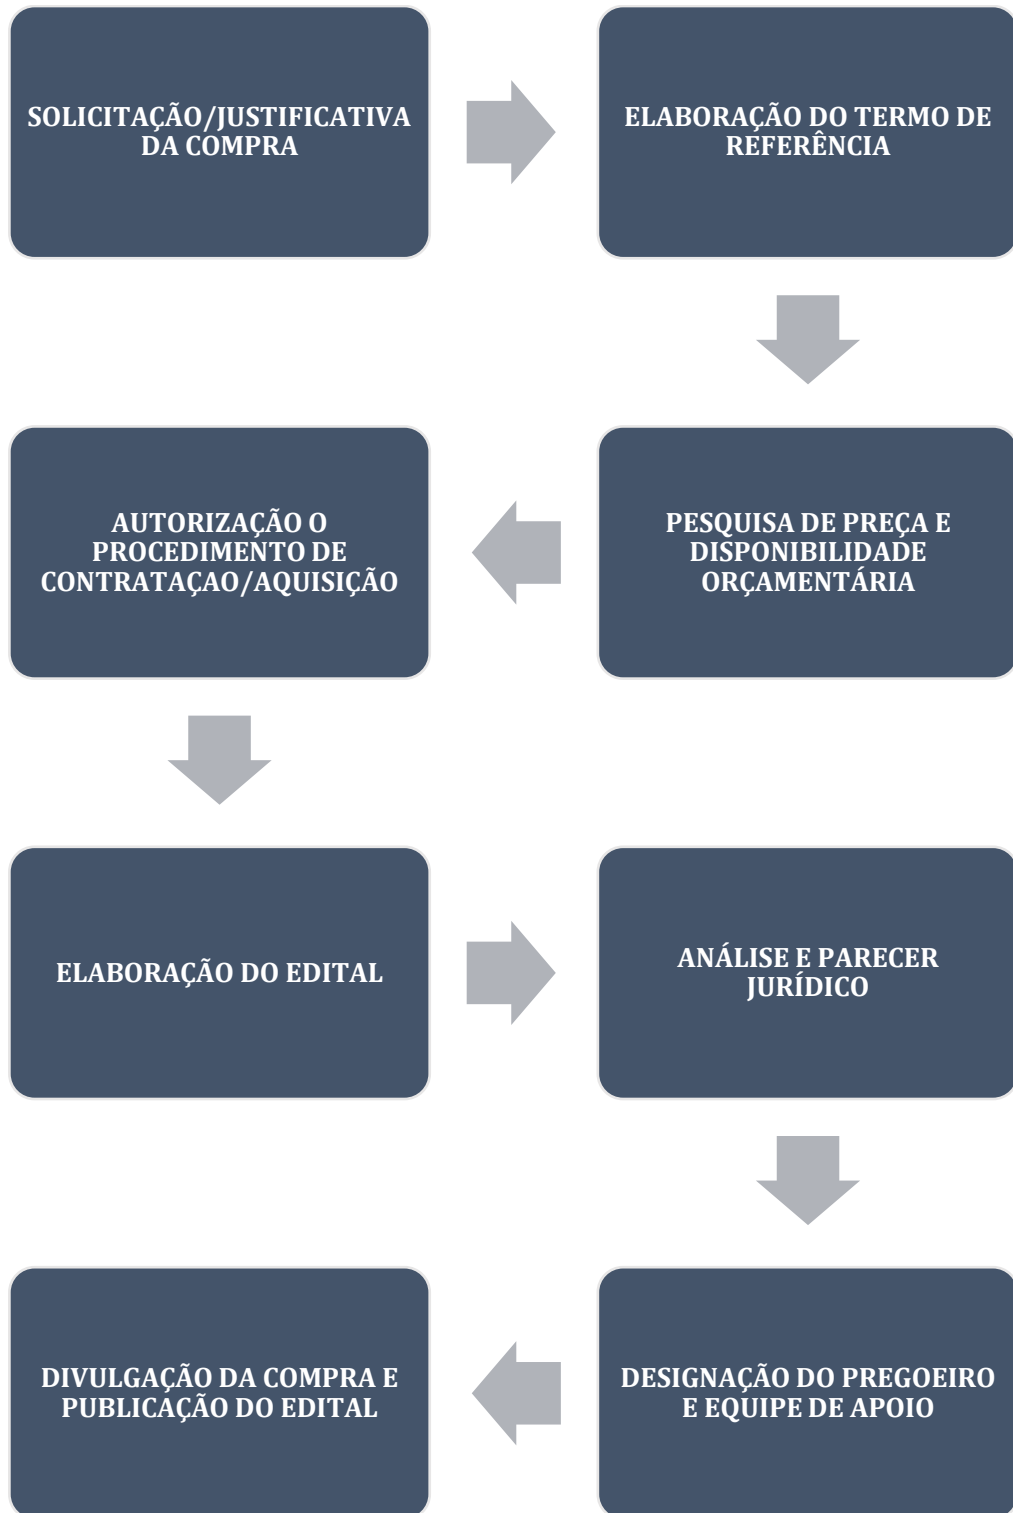 SOLICITAÇÃO/JUSTIFICATIVA
DA COMPRA
ELABORAÇÃO DO TERMO DE
REFERÊNCIA
PESQUISA DE PREÇA E
DISPONIBILIDADE
ORÇAMENTÁRIA
AUTORIZAÇÃO O
PROCEDIMENTO DE
CONTRATAÇAO/AQUISIÇÃO
ELABORAÇÃO DO EDITAL
ANÁLISE E PARECER
JURÍDICO
DESIGNAÇÃO DO PREGOEIRO
E EQUIPE DE APOIO
DIVULGAÇÃO DA COMPRA E
PUBLICAÇÃO DO EDITAL